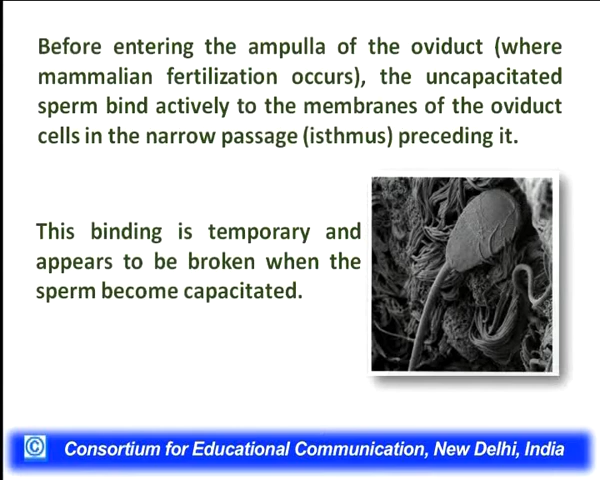 Before entering the ampulla of the oviduct (where
mammalian fertilization occurs), the uncapacitated
sperm bind actively to the membranes of the oviduct
cells in the narrow passage (isthmus) preceding it.
This binding is temporary and
appears to be broken when the
sperm become capacitated.
© Consortium for Educational Communication, New Delhi, India